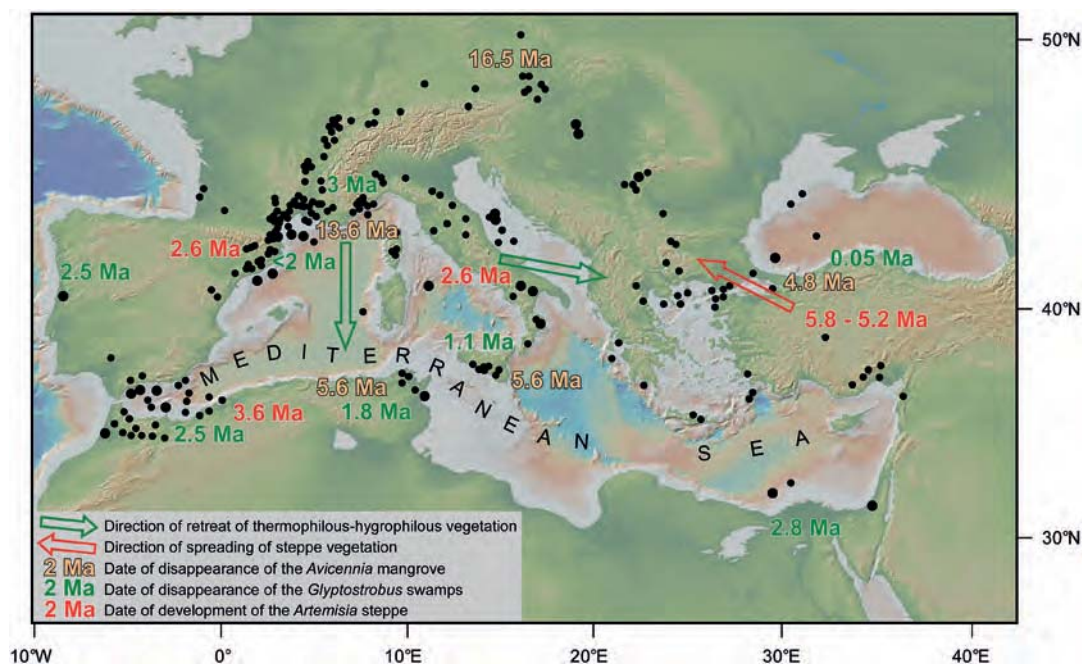 50°N
16.5 Ma
3 Ma
13.6 Ma
2.6 Ma
<2 Ma
2.5 Ma
2.6 Ma
0.05 Ma
4.8 Ma
40°N
5.8 - 5.2 Ma
1.1 Ma
MEDITERRANEAN SEA
5.6 Ma
5.6 Ma
3.6 Ma
1.8 Ma
2.5 Ma
2.8 Ma
30°N
Direction of retreat of thermophilous-hygrophilous vegetation
Direction of spreading of steppe vegetation
2 Ma Date of disappearance of the Avicennia mangrove
2 Ma Date of disappearance of the Glyptostrobus swamps
2 Ma Date of development of the Artemisia steppe
10°W 0° 10°E 20°E 30°E 40°E